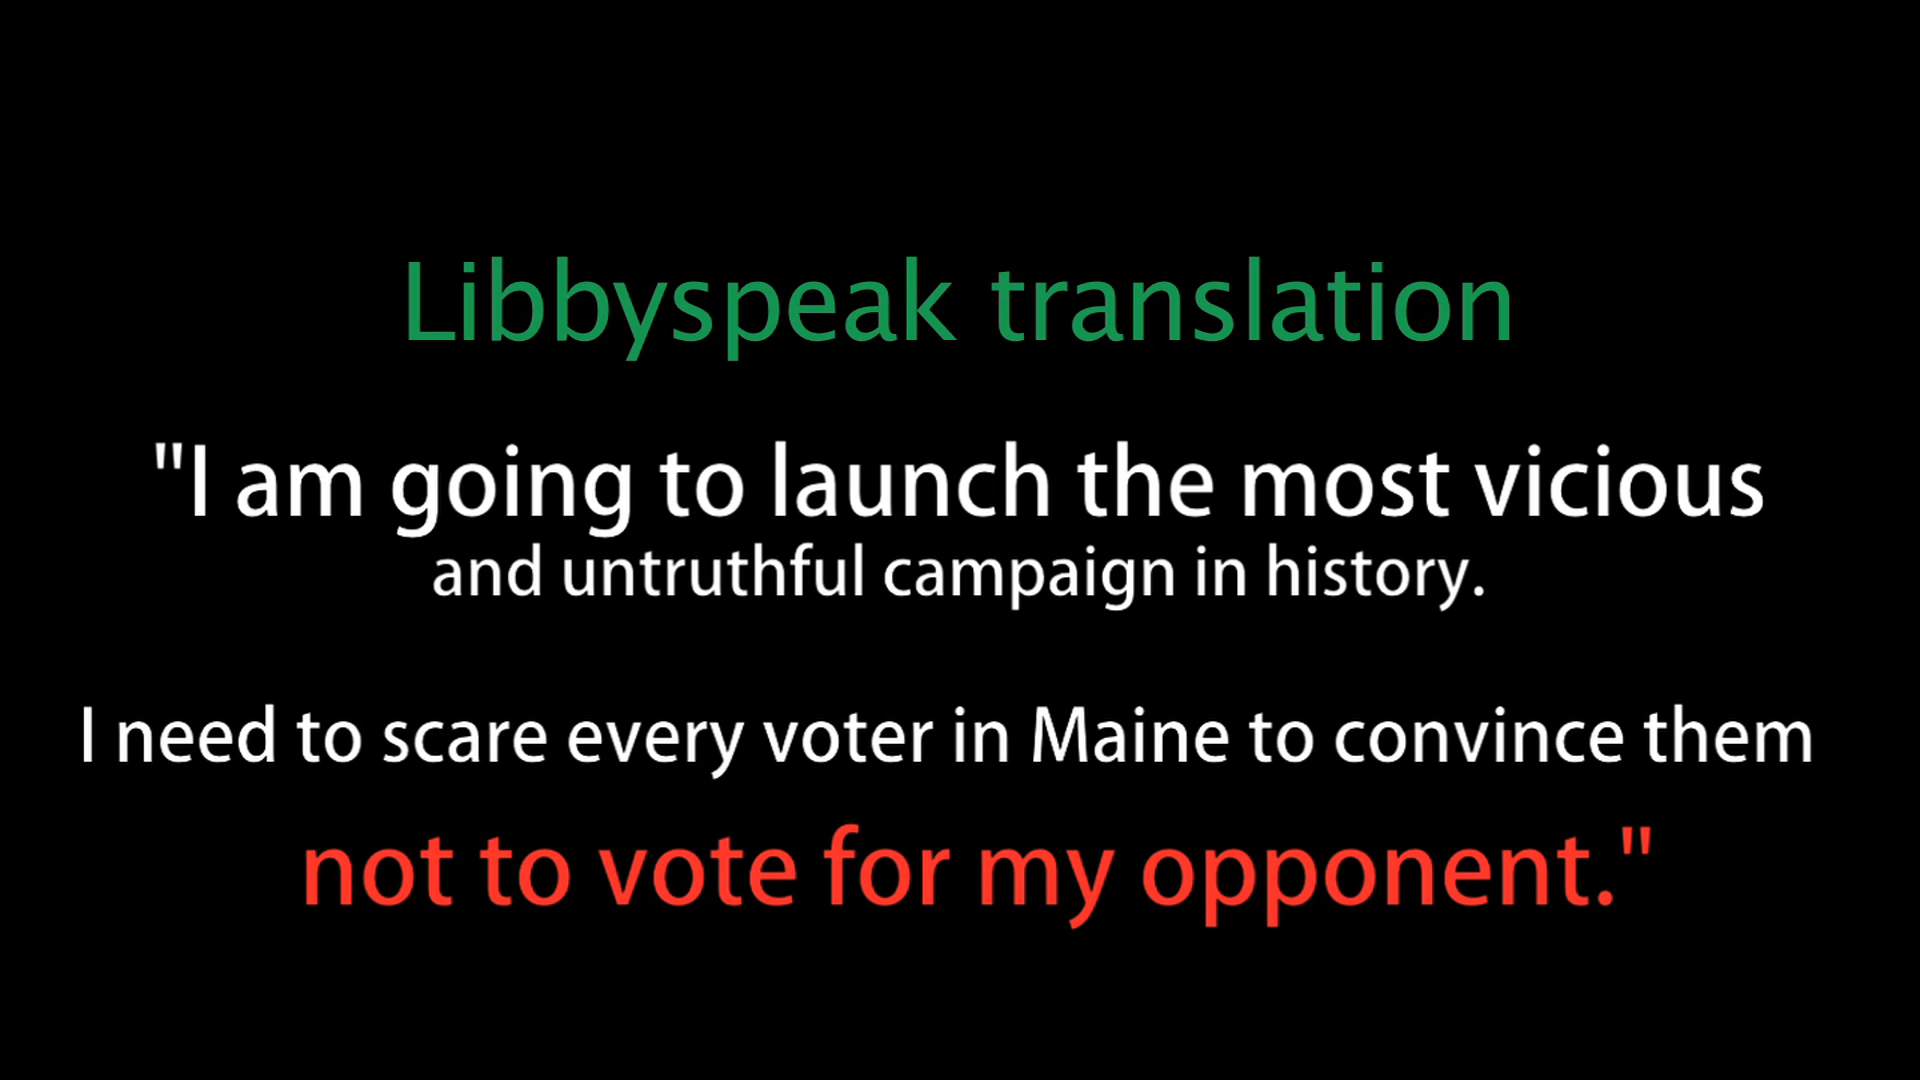 Libbyspeak translation
"I am going to launch the most vicious
and untruthful campaign in history.
I need to scare every voter in Maine to convince them
not to vote for my opponent."